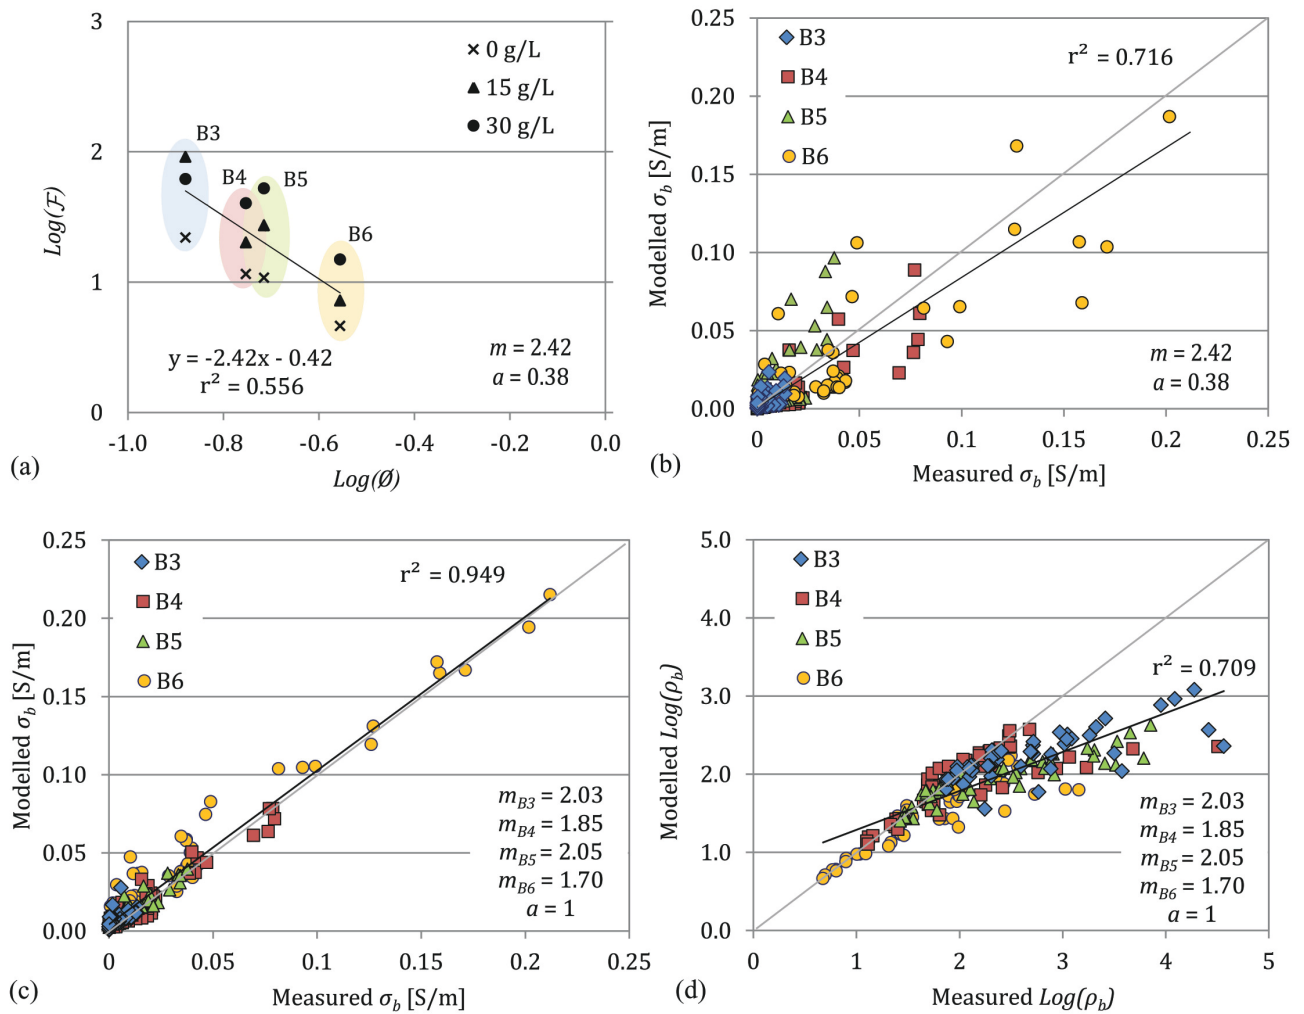 3
2
1
0
-1.0
-0.8
-0.6
-0.4
-0.2
0.0
Log(F)
Log(Ø)
0 g/L
15 g/L
30 g/L
B3
B4
B5
B6
y = -2.42x - 0.42
r² = 0.556
m = 2.42
a = 0.38
(a)
0.25
0.20
0.15
0.10
0.05
0.00
0
0.05
0.1
0.15
0.2
0.25
Modelled σb [S/m]
Measured σb [S/m]
B3
B4
B5
B6
r² = 0.716
m = 2.42
a = 0.38
(b)
0.25
0.20
0.15
0.10
0.05
0.00
0
0.05
0.1
0.15
0.2
0.25
Modelled σb [S/m]
Measured σb [S/m]
B3
B4
B5
B6
r² = 0.949
mB3 = 2.03
mB4 = 1.85
mB5 = 2.05
mB6 = 1.70
a = 1
(c)
5.0
4.0
3.0
2.0
1.0
0.0
0
1
2
3
4
5
Modelled Log(ρb)
Measured Log(ρb)
B3
B4
B5
B6
r² = 0.709
mB3 = 2.03
mB4 = 1.85
mB5 = 2.05
mB6 = 1.70
a = 1
(d)